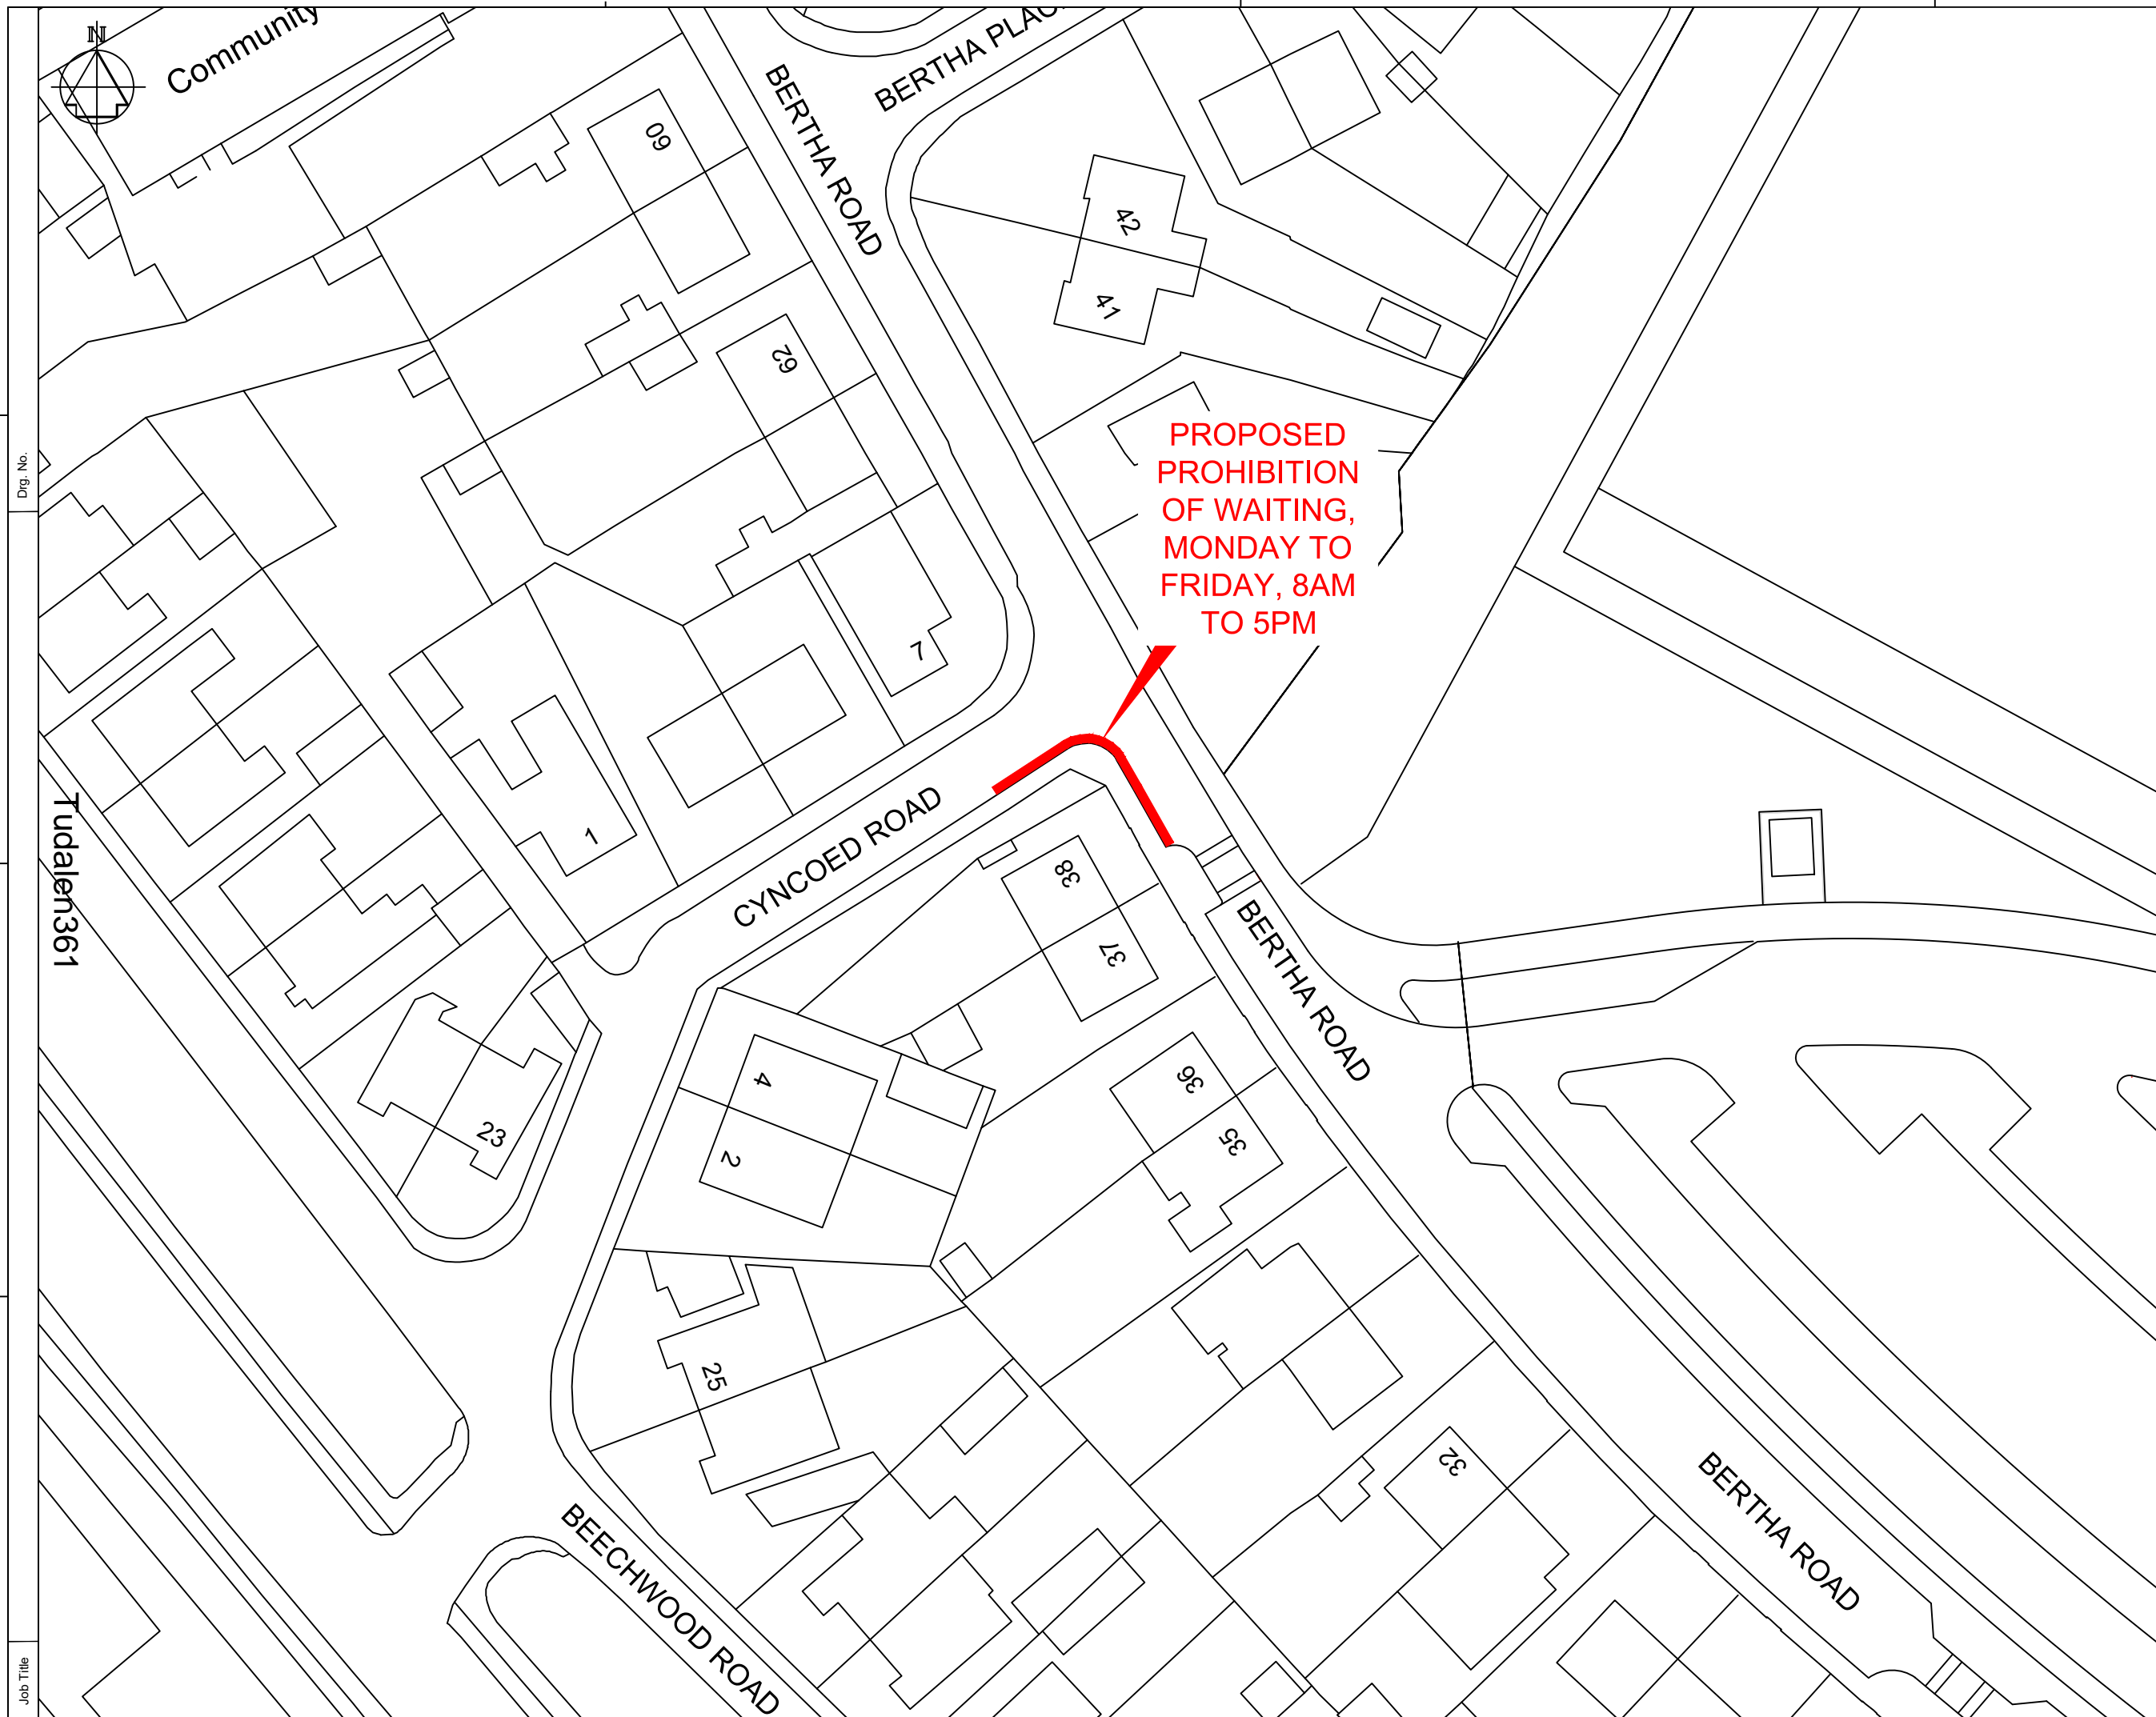 N
Community
BERTHA PLAC
BERTHA ROAD
60
42
41
62
Drg. No.
PROPOSED
PROHIBITION
OF WAITING,
MONDAY TO
FRIDAY, 8AM
TO 5PM
7
1
Tudalen361
CYNCOED ROAD
38
37
BERTHA ROAD
36
35
4
2
23
25
32
BERTHA ROAD
BEECHWOOD ROAD
Job Title